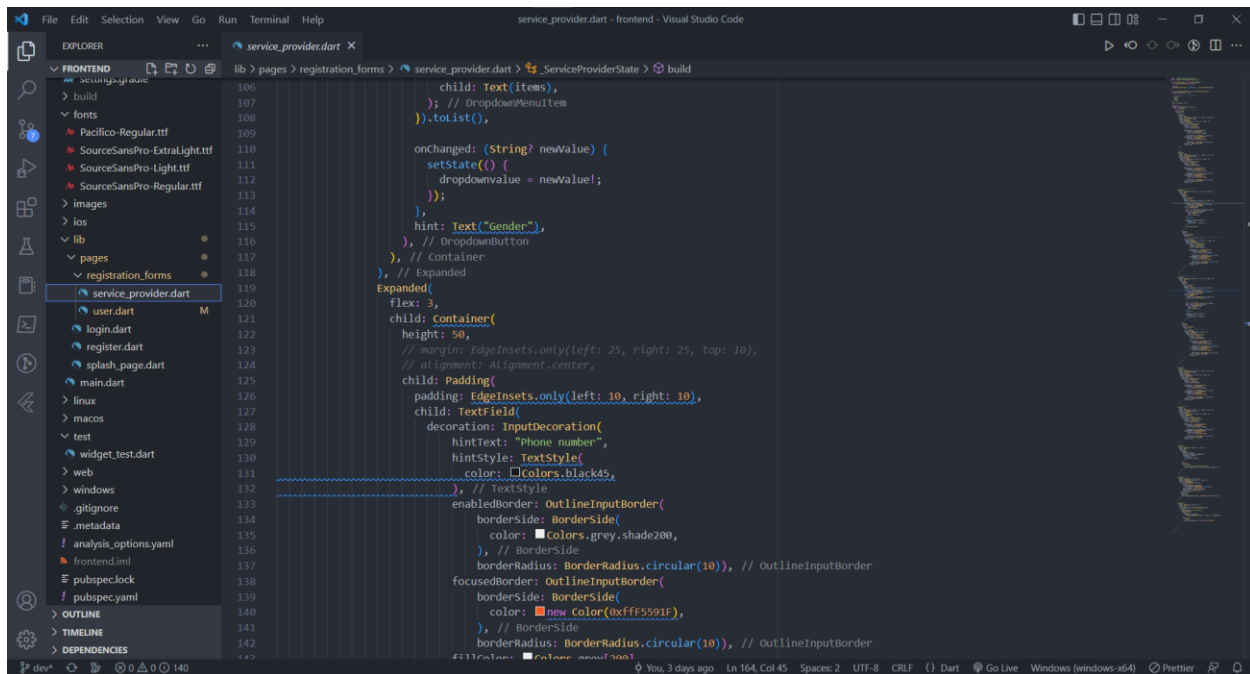 File Edit Selection View Go Run Terminal Help
service_provider.dart - frontend - Visual Studio Code
EXPLORER
FRONTEND
settings.gradle
build
fonts
Pacifico-Regular.ttf
SourceSansPro-ExtraLight.ttf
SourceSansPro-Light.ttf
SourceSansPro-Regular.ttf
images
ios
lib
pages
registration_forms
service_provider.dart
user.dart M
login.dart
register.dart
splash_page.dart
main.dart
linux
macos
test
widget_test.dart
web
windows
.gitignore
.metadata
analysis_options.yaml
frontend.iml
pubspec.lock
pubspec.yaml
OUTLINE
TIMELINE
DEPENDENCIES
7
service_provider.dart
lib > pages > registration_forms > service_provider.dart > _ServiceProviderState > build
106 child: Text(items),
107 ); // DropdownMenuItem
108 }).toList(),
109
110 onChanged: (String? newValue) {
111 setState(() {
112 dropdownvalue = newValue!;
113 });
114 },
115 hint: Text("Gender"),
116 ), // DropdownButton
117 ), // Container
118 ), // Expanded
119 Expanded(
120 flex: 3,
121 child: Container(
122 height: 50,
123 // margin: EdgeInsets.only(left: 25, right: 25, top: 10),
124 // alignment: Alignment.center,
125 child: Padding(
126 padding: EdgeInsets.only(left: 10, right: 10),
127 child: TextField(
128 decoration: InputDecoration(
129 hintText: "Phone number",
130 hintStyle: TextStyle(
131 color: Colors.black45,
132 ), // TextStyle
133 enabledBorder: OutlineInputBorder(
134 borderSide: BorderSide(
135 color: Colors.grey.shade200,
136 ), // BorderSide
137 borderRadius: BorderRadius.circular(10)), // OutlineInputBorder
138 focusedBorder: OutlineInputBorder(
139 borderSide: BorderSide(
140 color: new Color(0xffF5591F),
141 ), // BorderSide
142 borderRadius: BorderRadius.circular(10)), // OutlineInputBorder
143 fillColor: Colors.grey[200]
dev* 0 0 140
You, 3 days ago Ln 164, Col 45 Spaces: 2 UTF-8 CRLF {} Dart Go Live Windows (windows-x64) Prettier